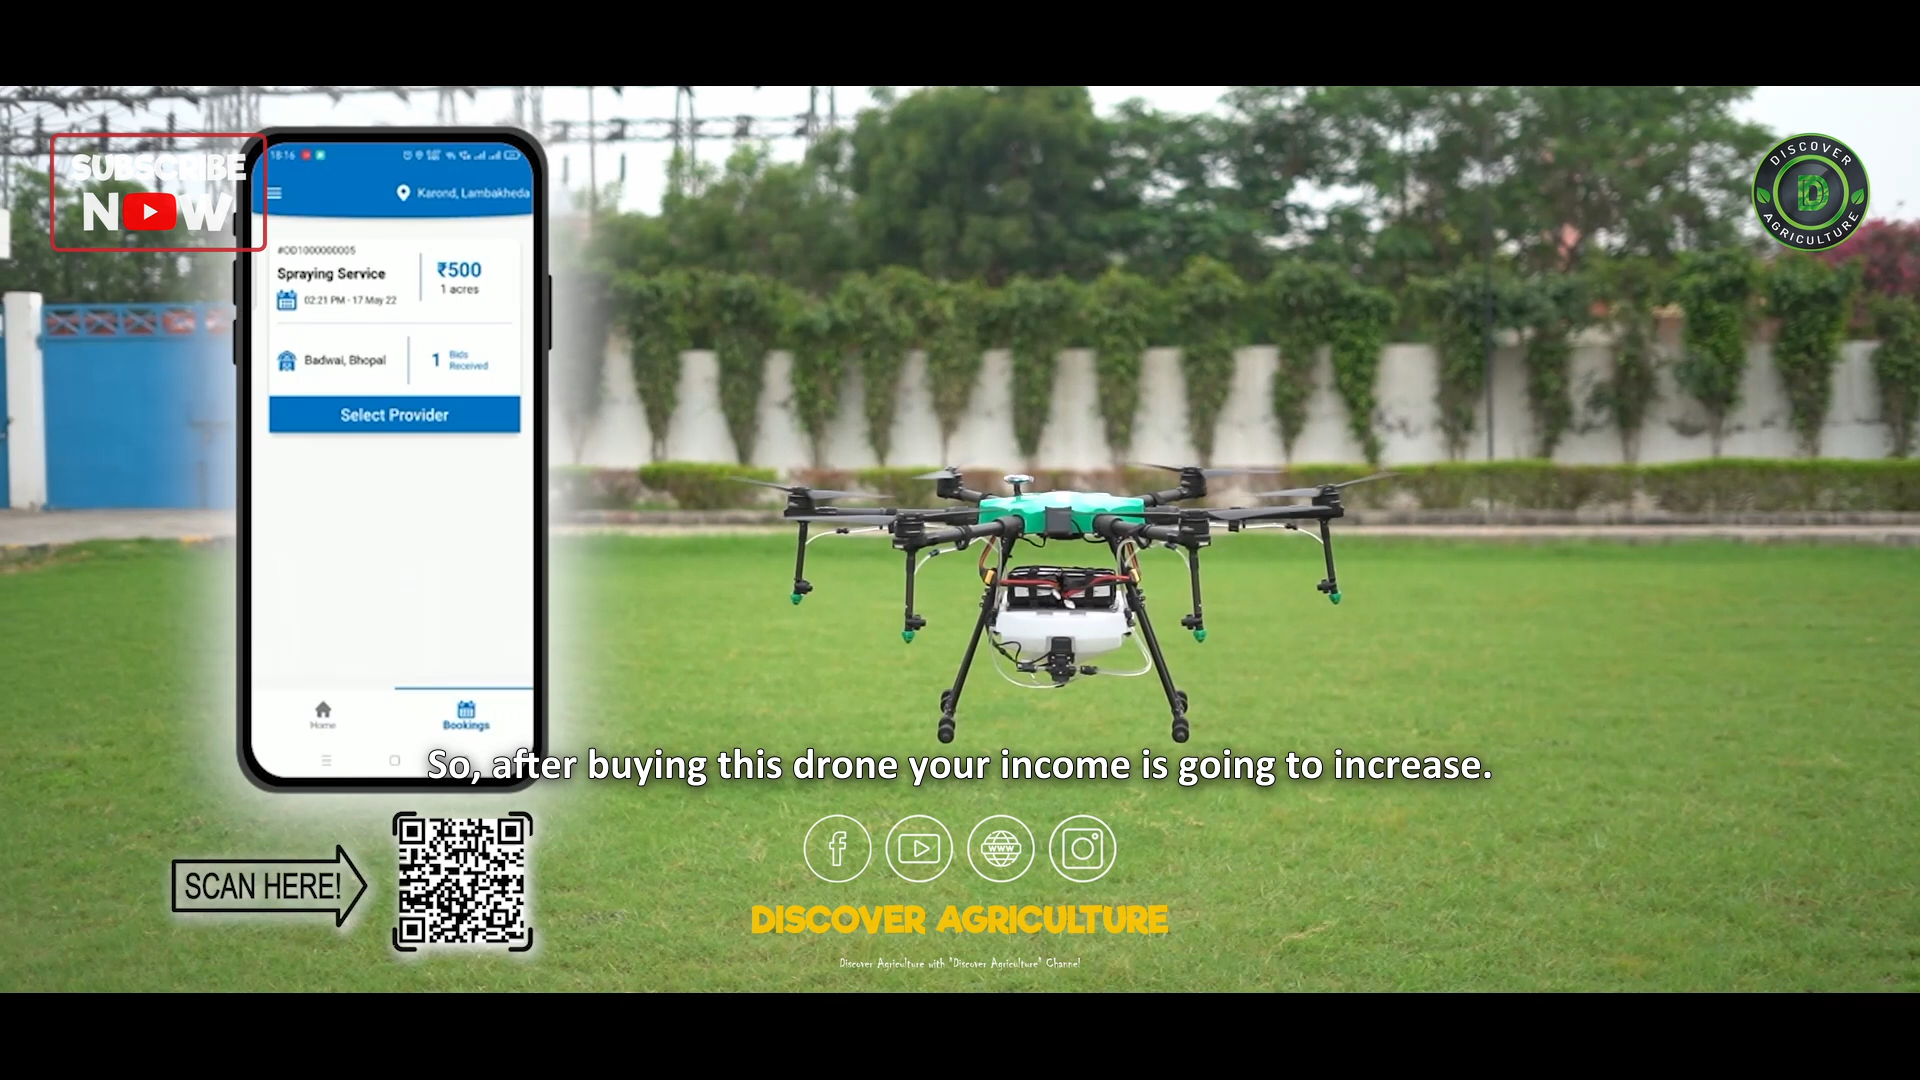 SUBSCRIBE
NOW
18:16
Karond, Lambakheda
#OD1000000005
Spraying Service
₹500
1 acres
02:21 PM - 17 May 22
Badwai, Bhopal
1
Bids
Received
Select Provider
Home
Bookings
DISCOVER
D
AGRICULTURE
So, after buying this drone your income is going to increase.
SCAN HERE!
f
WWW
DISCOVER AGRICULTURE
Discover Agriculture with "Discover Agriculture" Channel